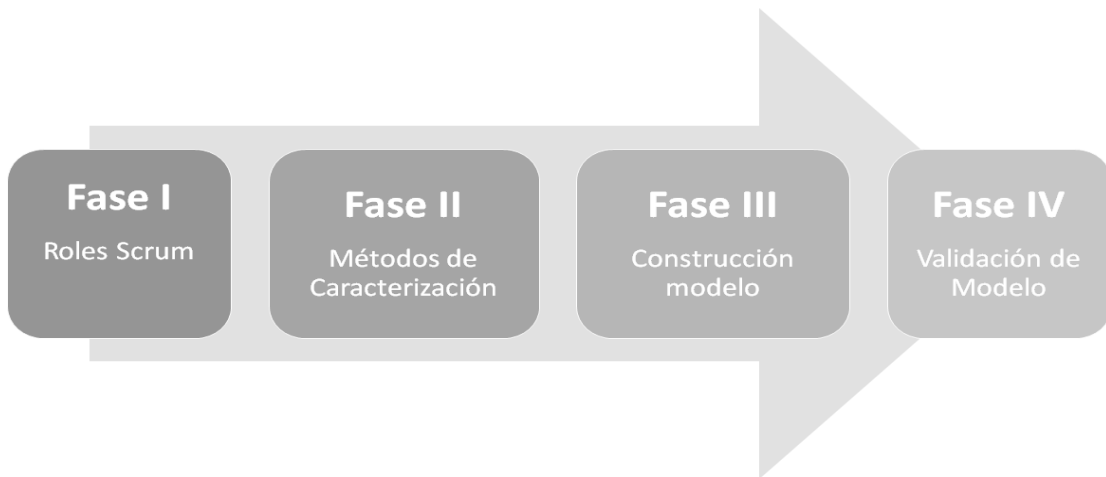 Fase I
Roles Scrum
Fase II
Métodos de
Caracterización
Fase III
Construcción
modelo
Fase IV
Validación de
Modelo